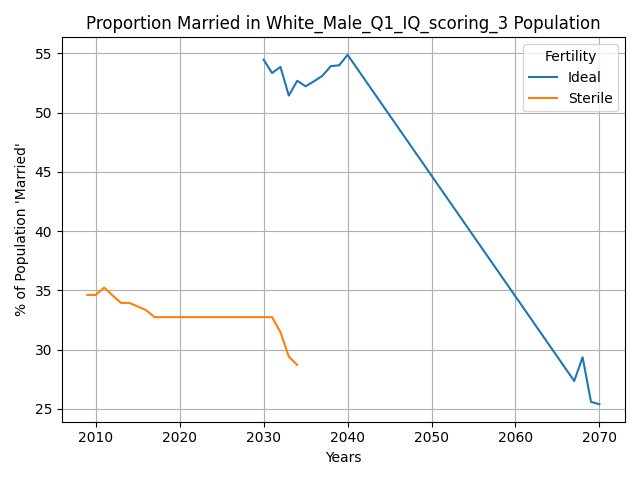 Proportion Married in White_Male_Q1_IQ_scoring_3 Population
% of Population 'Married'
55
50
45
40
35
30
25
Fertility
Ideal
Sterile
2010 2020 2030 2040 2050 2060 2070
Years